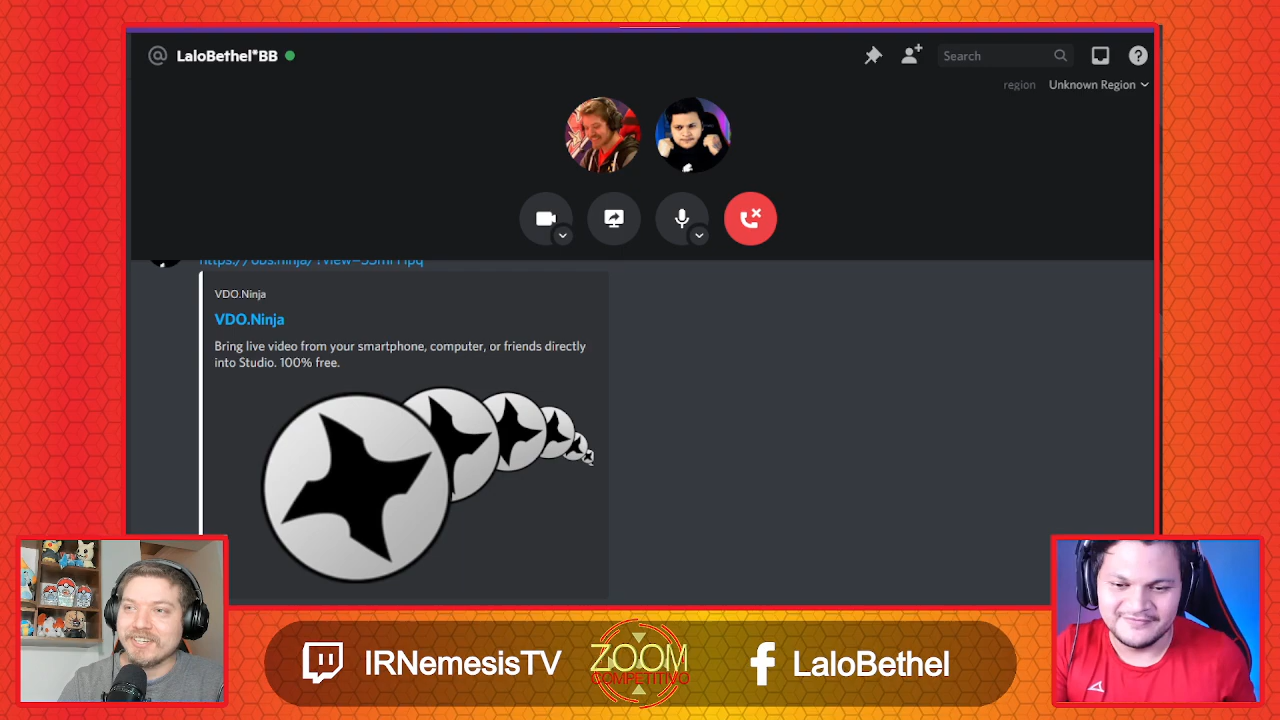 @ LaloBethel*BB
Search
region Unknown Region
VDO.Ninja
VDO.Ninja
Bring live video from your smartphone, computer, or friends directly
into Studio. 100% free.
IRNemesisTV
ZOOM
COMPETITIVO
LaloBethel